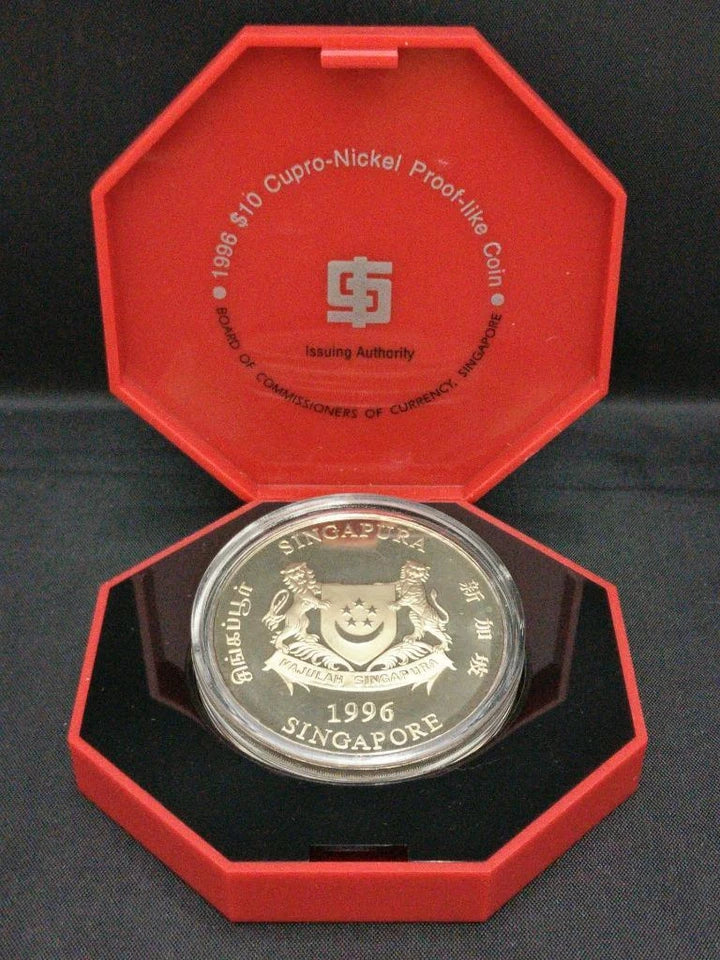 ● 1996 $10 Cupro-Nickel Proof-like Coin ●
Issuing Authority
BOARD OF COMMISSIONERS OF CURRENCY, SINGAPORE
SINGAPURA
சிங்கப்பூர்
新加坡
MAJULAH SINGAPURA
1996
SINGAPORE